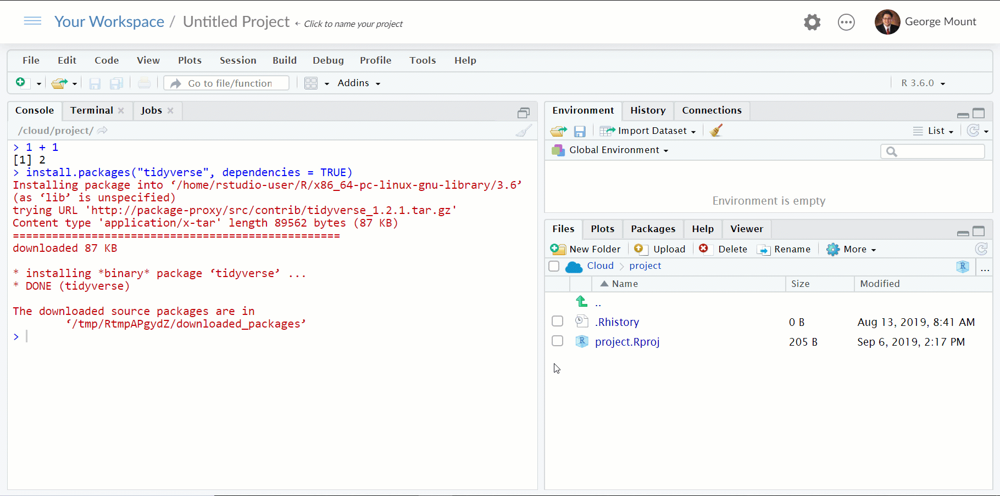 Your Workspace / Untitled Project ← Click to name your project
George Mount
File Edit Code View Plots Session Build Debug Profile Tools Help
Go to file/function Addins R 3.6.0
Console Terminal Jobs
/cloud/project/
> 1 + 1
[1] 2
> install.packages("tidyverse", dependencies = TRUE)
Installing package into ‘/home/rstudio-user/R/x86_64-pc-linux-gnu-library/3.6’
(as ‘lib’ is unspecified)
trying URL 'http://package-proxy/src/contrib/tidyverse_1.2.1.tar.gz'
Content type 'application/x-tar' length 89562 bytes (87 KB)
==================================================
downloaded 87 KB
* installing *binary* package ‘tidyverse’ ...
* DONE (tidyverse)
The downloaded source packages are in
‘/tmp/RtmpAPgydZ/downloaded_packages’
>
Environment History Connections
Import Dataset List
Global Environment
Environment is empty
Files Plots Packages Help Viewer
New Folder Upload Delete Rename More
Cloud > project R ...
Name Size Modified
..
.Rhistory 0 B Aug 13, 2019, 8:41 AM
R project.Rproj 205 B Sep 6, 2019, 2:17 PM